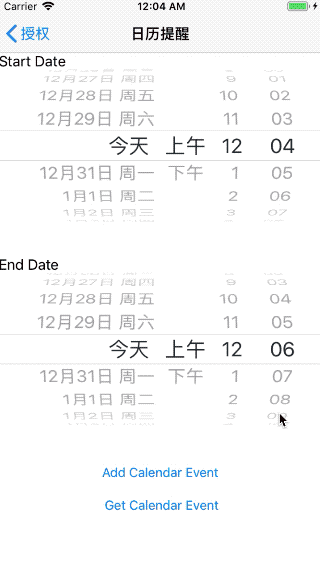 Carrier 12:04 AM
授权 日历提醒
Start Date
12月27日 周四 9 01
12月28日 周五 10 02
12月29日 周六 11 03
今天 上午 12 04
12月31日 周一 下午 1 05
1月1日 周二 2 06
1月2日 周三 3 07
End Date
12月27日 周四 9 03
12月28日 周五 10 04
12月29日 周六 11 05
今天 上午 12 06
12月31日 周一 下午 1 07
1月1日 周二 2 08
1月2日 周三 3
Add Calendar Event
Get Calendar Event